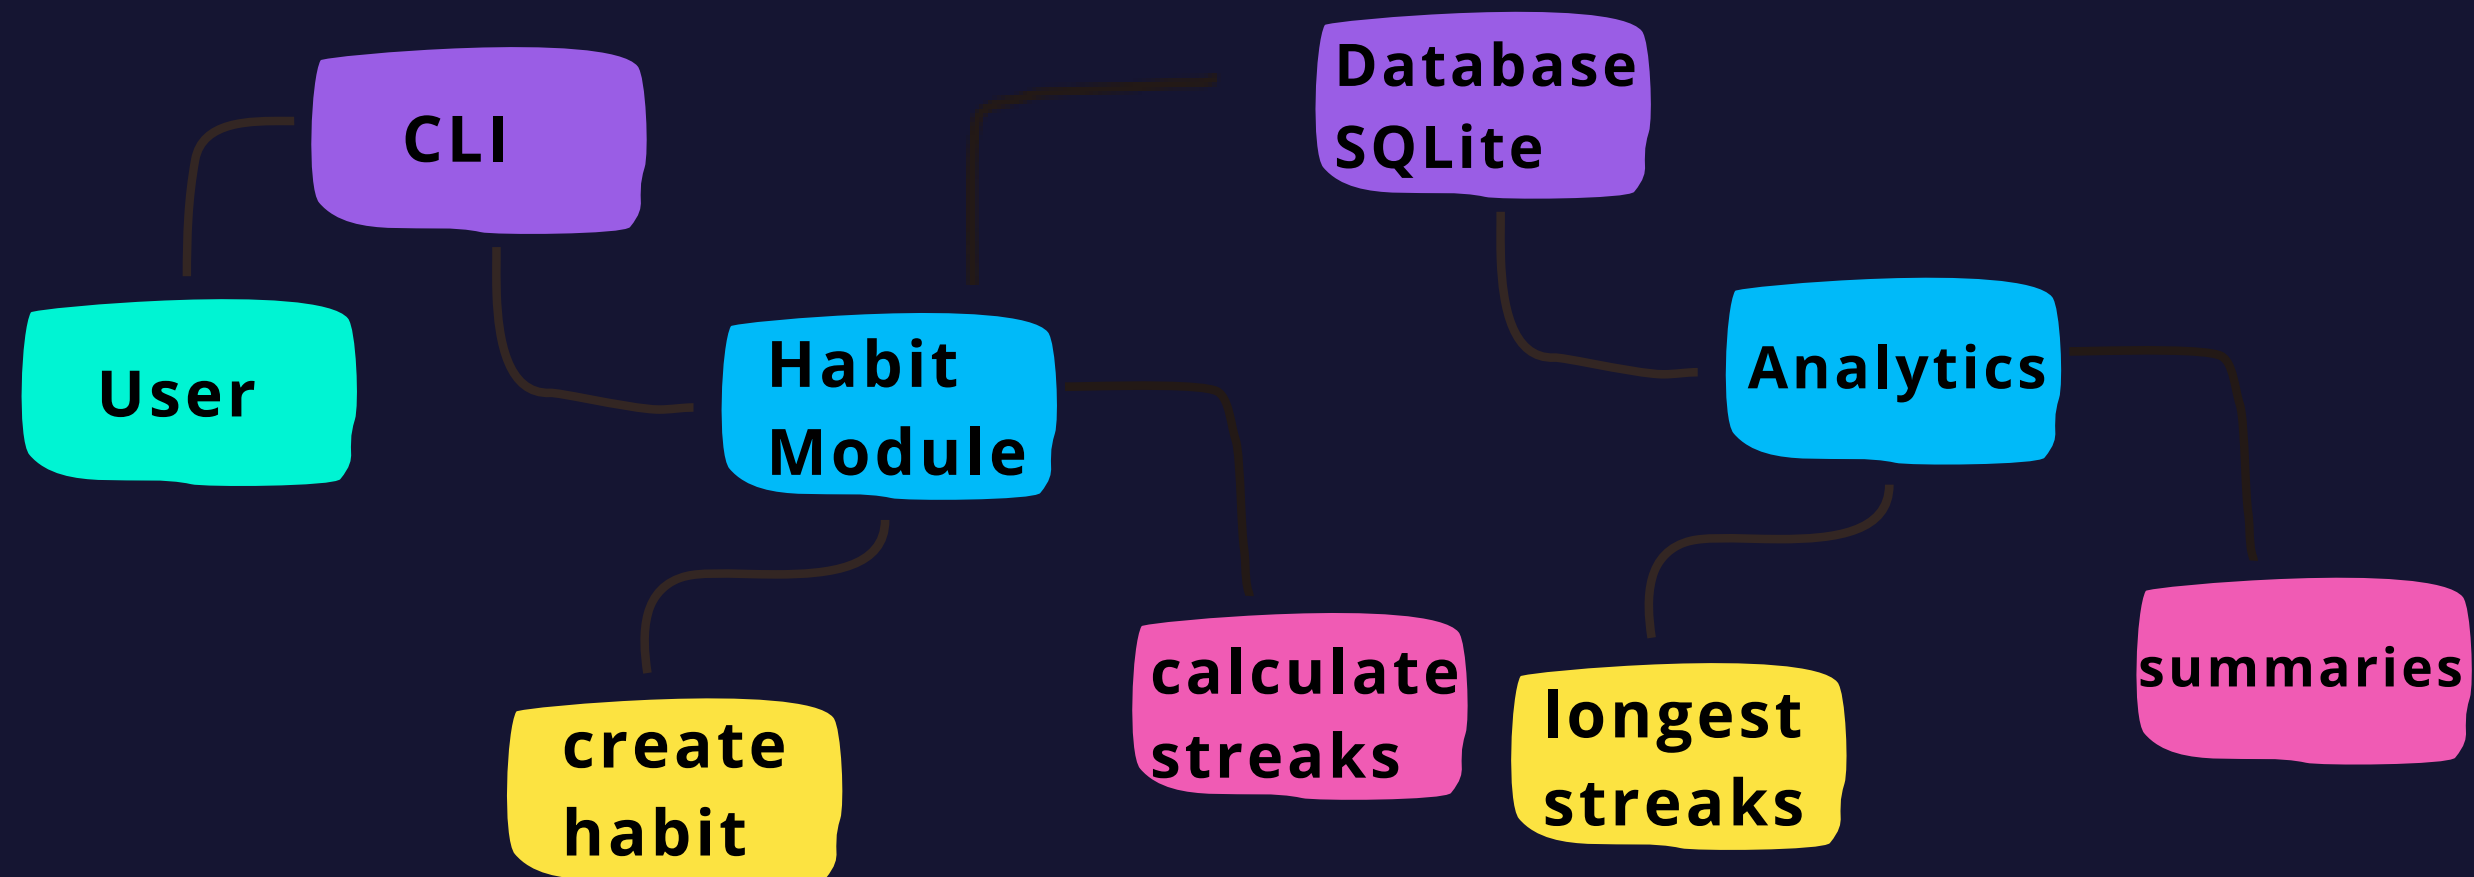 CLI
Database
SQLite
User
Habit
Module
Analytics
create
habit
calculate
streaks
longest
streaks
summaries